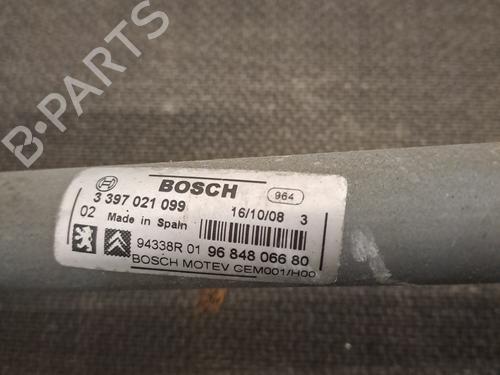 B-PARTS
BOSCH 964
3 397 021 099 16/10/08 3
02 Made in Spain
94338R 01 96 848 066 80
BOSCH MOTEV CEM001/H00